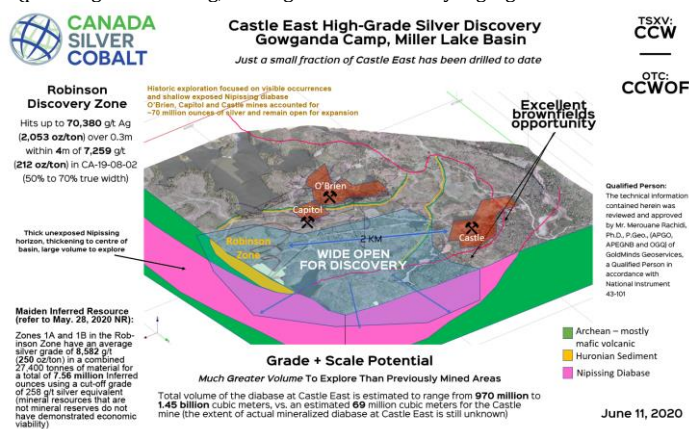 CANADA
SILVER
COBALT
Castle East High-Grade Silver Discovery
Gowganda Camp, Miller Lake Basin
Just a small fraction of Castle East has been drilled to date
TSXV:
CCW
OTC:
CCWOF
Robinson
Discovery Zone
Hits up to 70,380 g/t Ag
(2,053 oz/ton) over 0.3m
within 4m of 7,259 g/t
(212 oz/ton) in CA-19-08-02
(50% to 70% true width)
Historic exploration focused on visible occurrences
and shallow exposed Nipissing diabase
O'Brien, Capitol and Castle mines accounted for
~70 million ounces of silver and remain open for expansion
Excellent
brownfields
opportunity
O'Brien
Capitol
Castle
2 KM
Robinson
Zone
WIDE OPEN
FOR DISCOVERY
Thick unexposed Nipissing
horizon, thickening to centre of
basin, large volume to explore
Qualified Person:
The technical information
contained herein was
reviewed and approved
by Mr. Merouane Rachidi,
Ph.D., P.Geo., (APGO,
APEGNB and OGQ) of
GoldMinds Geoservices,
a Qualified Person in
accordance with
National Instrument
43-101
Maiden Inferred Resource
(refer to May. 28, 2020 NR):
Zones 1A and 1B in the Rob-
inson Zone have an average
silver grade of 8,582 g/t
(250 oz/ton) in a combined
27,400 tonnes of material for
a total of 7.56 million Inferred
ounces using a cut-off grade
of 258 g/t silver equivalent
(mineral resources that are
not mineral reserves do not
have demonstrated economic
viability)
Archean – mostly
mafic volcanic
Huronian Sediment
Nipissing Diabase
Grade + Scale Potential
Much Greater Volume To Explore Than Previously Mined Areas
Total volume of the diabase at Castle East is estimated to range from 970 million to
1.45 billion cubic meters, vs. an estimated 69 million cubic meters for the Castle
mine (the extent of actual mineralized diabase at Castle East is still unknown)
June 11, 2020